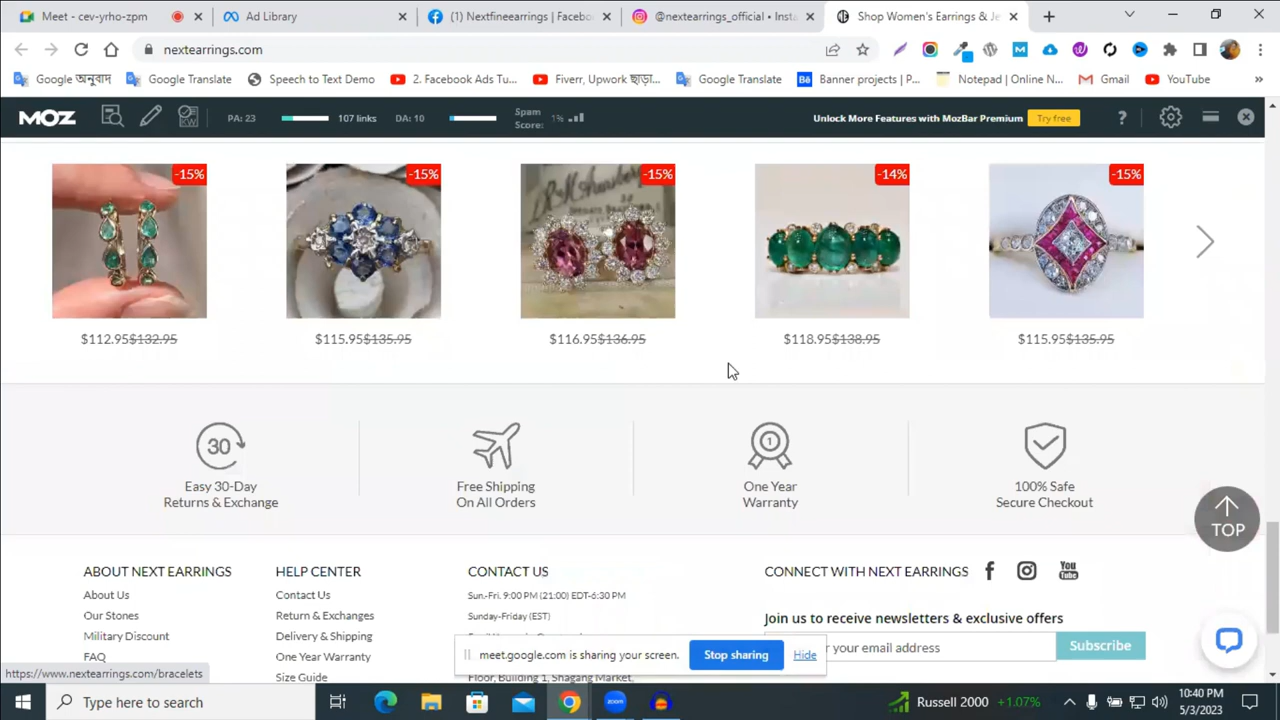 Meet - cev-yrho-zpm
Ad Library
(1) Nextfineearrings | Facebo
@nextearrings_official • Insta
Shop Women's Earrings & Je
nextearrings.com
Google অনুবাদ
Google Translate
Speech to Text Demo
2. Facebook Ads Tu...
Fiverr, Upwork ছাড়া...
Google Translate
Banner projects | P...
Notepad | Online N...
Gmail
YouTube
MOZ
PA: 23
107 links
DA: 10
Spam Score: 1%
Unlock More Features with MozBar Premium
Try free
-15%
-15%
-15%
-14%
-15%
$112.95$132.95
$115.95$135.95
$116.95$136.95
$118.95$138.95
$115.95$135.95
30
Easy 30-Day
Returns & Exchange
Free Shipping
On All Orders
1
One Year
Warranty
100% Safe
Secure Checkout
TOP
ABOUT NEXT EARRINGS
About Us
Our Stones
Military Discount
FAQ
HELP CENTER
Contact Us
Return & Exchanges
Delivery & Shipping
One Year Warranty
Size Guide
CONTACT US
Sun.-Fri. 9:00 PM (21:00) EDT-6:30 PM
Sunday-Friday (EST)
Floor, Building 1, Shagang Market,
CONNECT WITH NEXT EARRINGS
You Tube
Join us to receive newsletters & exclusive offers
your email address
Subscribe
meet.google.com is sharing your screen.
Stop sharing
Hide
https://www.nextearrings.com/bracelets
Type here to search
zoom
Russell 2000 +1.07%
10:40 PM
5/3/2023